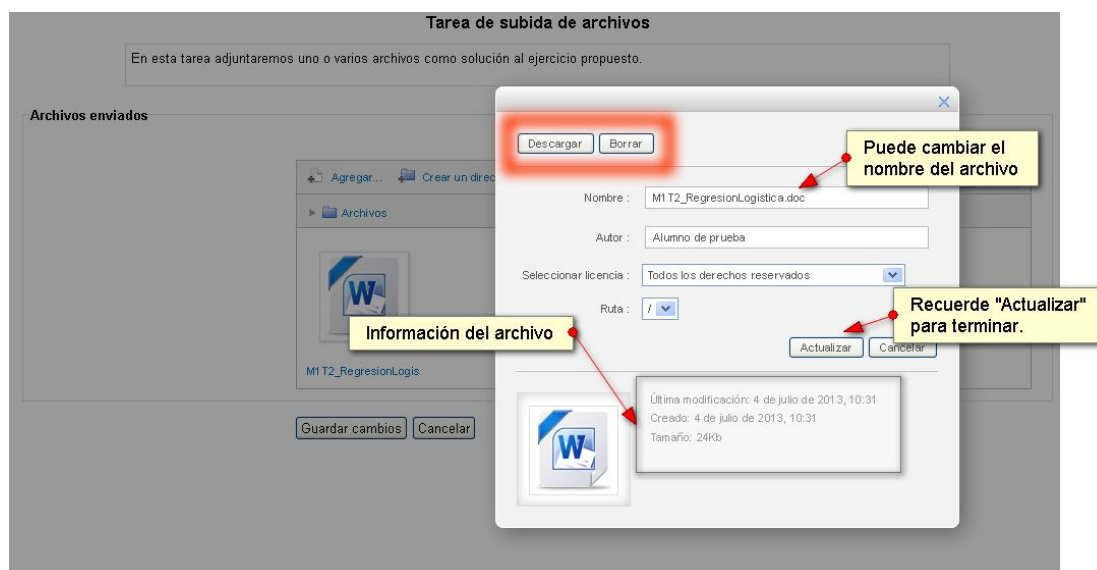 Tarea de subida de archivos
En esta tarea adjuntaremos uno o varios archivos como solución al ejercicio propuesto.
Archivos enviados
Agregar... Crear un direc
Archivos
M1T2_RegresionLogis
Guardar cambios Cancelar
Descargar Borrar
Puede cambiar el
nombre del archivo
Nombre : M1T2_RegresionLogistica.doc
Autor : Alumno de prueba
Seleccionar licencia : Todos los derechos reservados
Ruta : /
Recuerde "Actualizar"
para terminar.
Actualizar Cancelar
Información del archivo
Última modificación: 4 de julio de 2013, 10:31
Creado: 4 de julio de 2013, 10:31
Tamaño: 24Kb